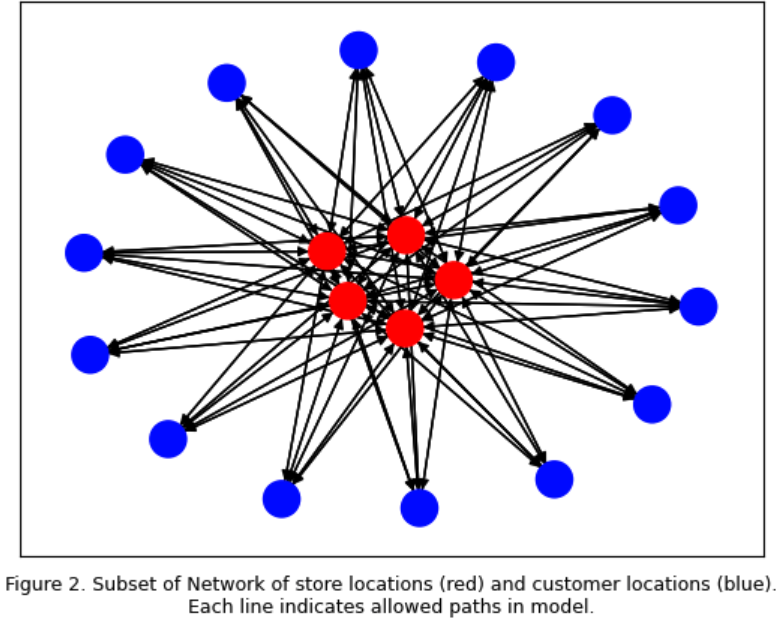 Figure 2. Subset of Network of store locations (red) and customer locations (blue).
Each line indicates allowed paths in model.